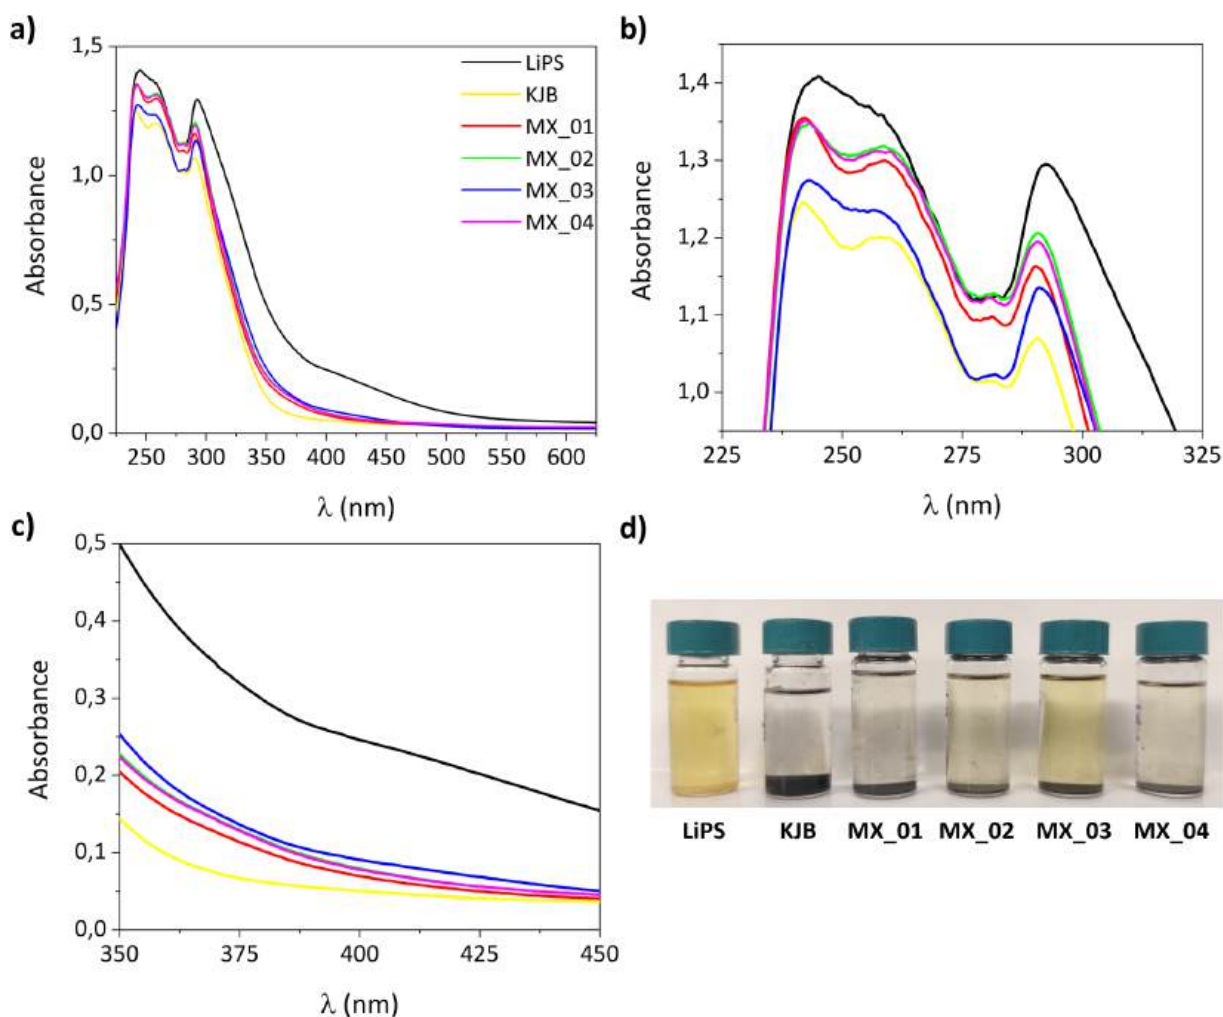 a)
1,5
1,0
0,5
0,0
Absorbance
250 300 350 400 450 500 550 600
λ (nm)
LiPS
KJB
MX_01
MX_02
MX_03
MX_04
b)
1,4
1,3
1,2
1,1
1,0
Absorbance
225 250 275 300 325
λ (nm)
c)
0,5
0,4
0,3
0,2
0,1
0,0
Absorbance
350 375 400 425 450
λ (nm)
d)
LiPS KJB MX_01 MX_02 MX_03 MX_04